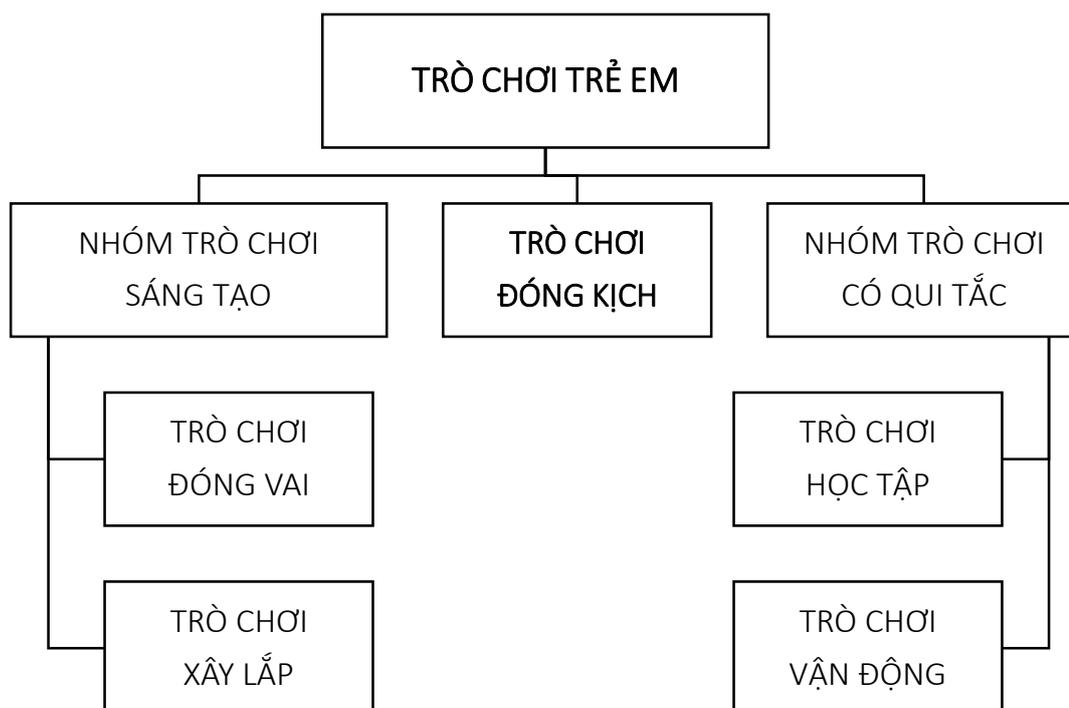 TRÒ CHƠI TRẺ EM
NHÓM TRÒ CHƠI
SÁNG TẠO
TRÒ CHƠI
ĐÓNG KỊCH
NHÓM TRÒ CHƠI
CÓ QUI TẮC
TRÒ CHƠI
ĐÓNG VAI
TRÒ CHƠI
HỌC TẬP
TRÒ CHƠI
XÂY LẮP
TRÒ CHƠI
VẬN ĐỘNG